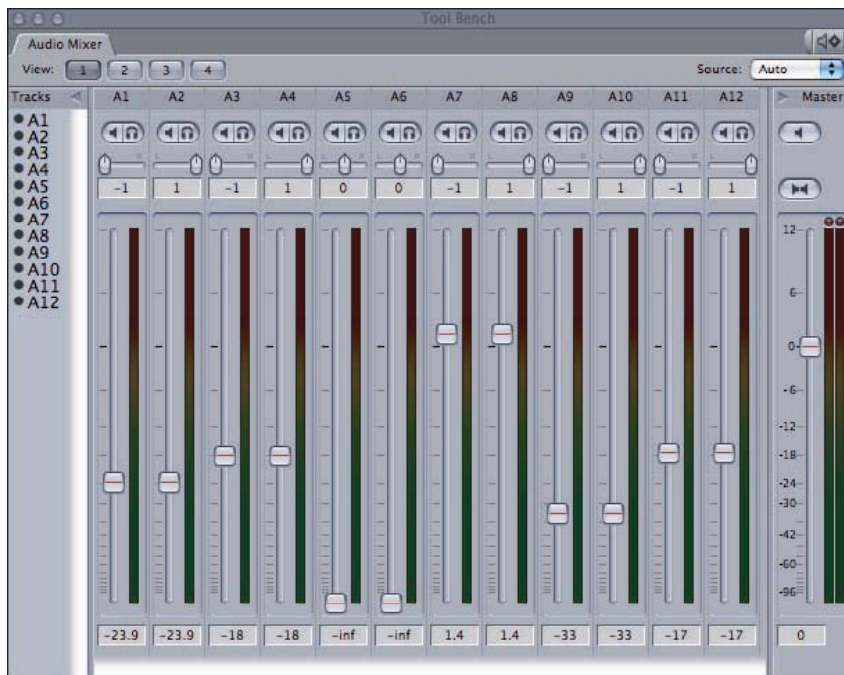 Tool Bench
Audio Mixer
View: 1 2 3 4 Source: Auto
Tracks A1 A2 A3 A4 A5 A6 A7 A8 A9 A10 A11 A12 Master
A1
A2
A3
A4
A5
A6
A7
A8
A9
A10
A11
A12
-1 1 -1 1 0 0 -1 1 -1 1 -1 1
12
6
0
-6
-12
-18
-24
-30
-42
-60
-96
-23.9 -23.9 -18 -18 -inf -inf 1.4 1.4 -33 -33 -17 -17 0